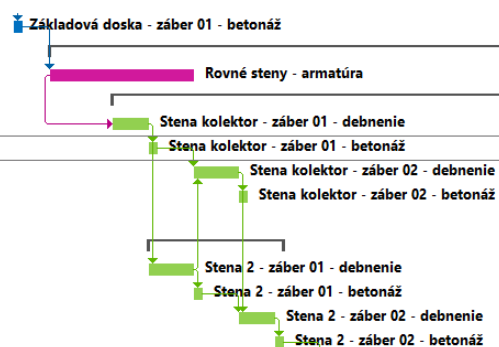 Základová doska - záber 01 - betonáž
Rovné steny - armatúra
Stena kolektor - záber 01 - debnenie
Stena kolektor - záber 01 - betonáž
Stena kolektor - záber 02 - debnenie
Stena kolektor - záber 02 - betonáž
Stena 2 - záber 01 - debnenie
Stena 2 - záber 01 - betonáž
Stena 2 - záber 02 - debnenie
Stena 2 - záber 02 - betonáž